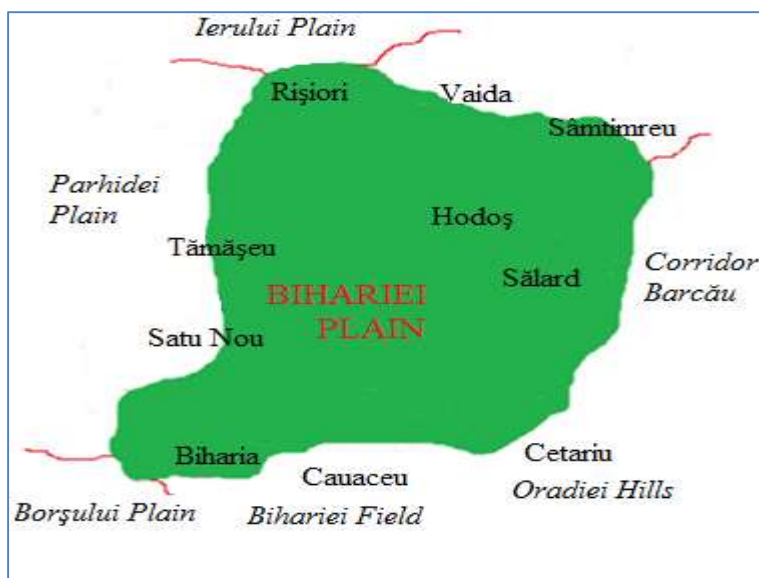 Ierului Plain
Rişiori
Vaida
Sâmtimreu
Parhidei
Plain
Hodoş
Tămăşeu
Corridor
Barcău
Sălard
BIHARIEI
PLAIN
Satu Nou
Biharia
Cauaceu
Cetariu
Oradiei Hills
Borşului Plain
Bihariei Field